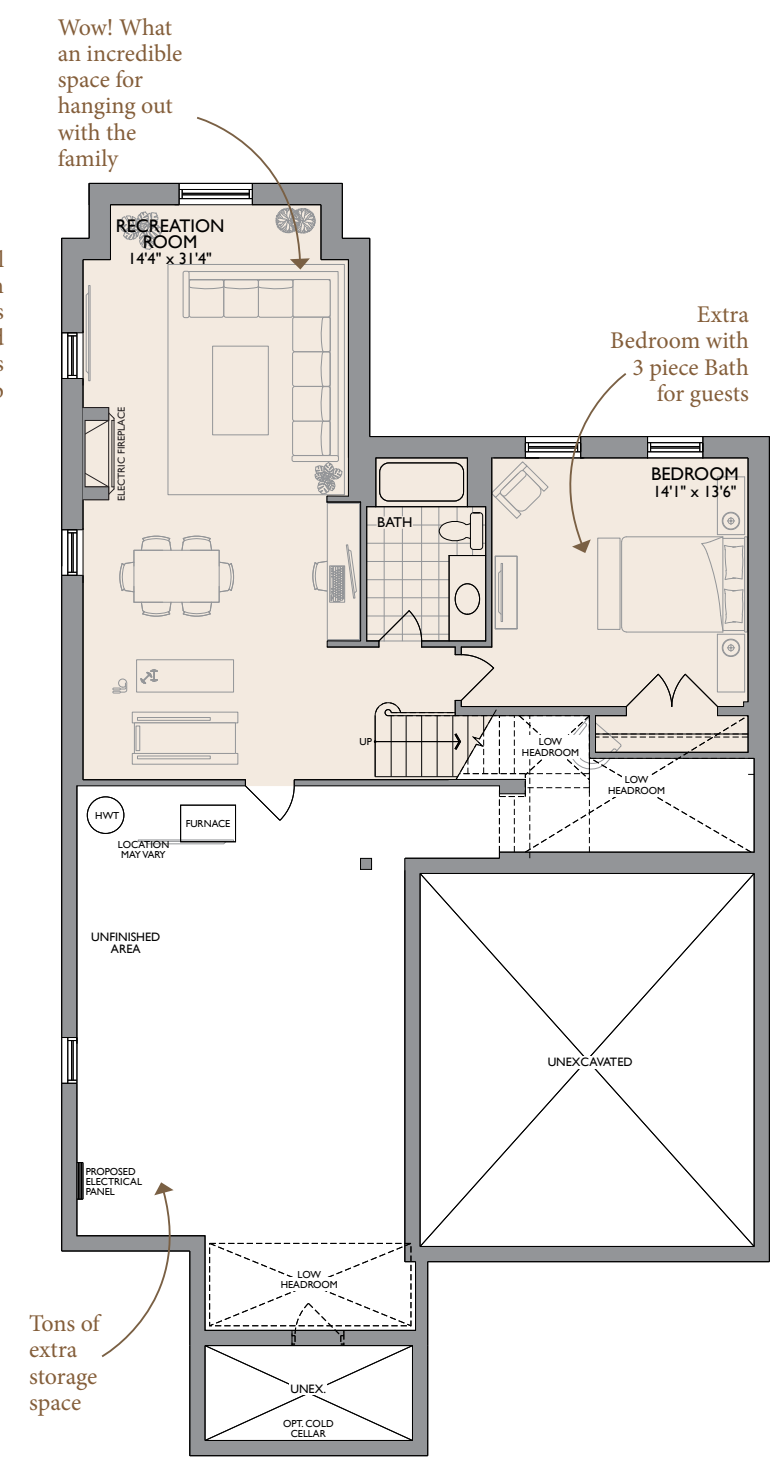 Wow! What
an incredible
space for
hanging out
with the
family
RECREATION
ROOM
14'4" x 31'4"
Extra
Bedroom with
3 piece Bath
for guests
ELECTRIC FIREPLACE
BEDROOM
14'1" x 13'6"
BATH
UP
LOW
HEADROOM
LOW
HEADROOM
HWT
FURNACE
LOCATION
MAY VARY
UNFINISHED
AREA
UNEXCAVATED
PROPOSED
ELECTRICAL
PANEL
LOW
HEADROOM
Tons of
extra
storage
space
UNEX.
OPT. COLD
CELLAR